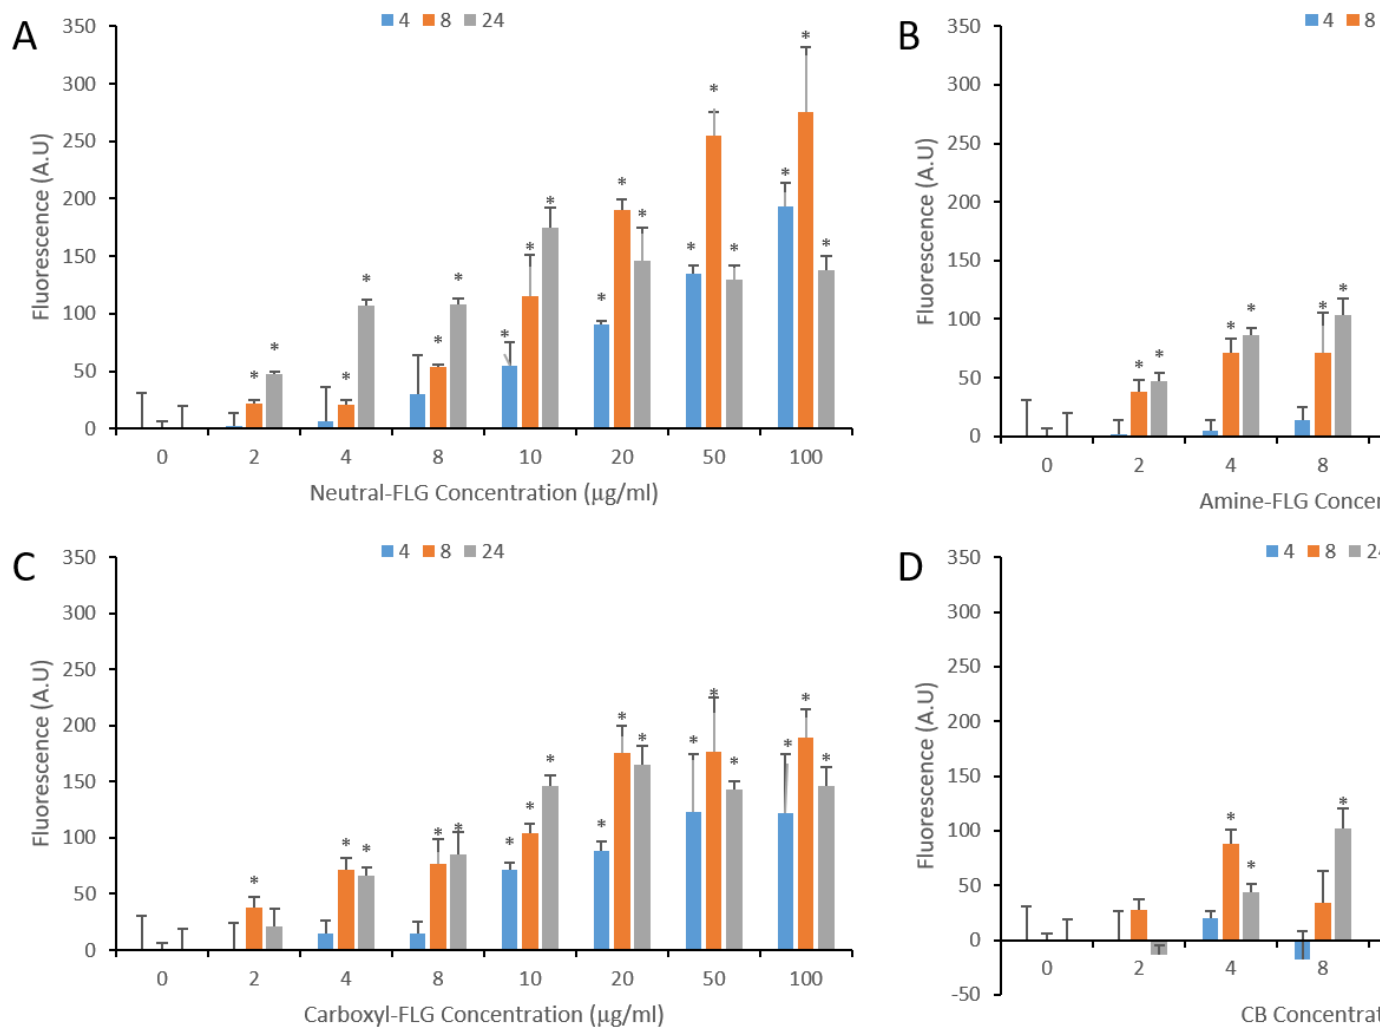 A
4 8 24
350
300
250
200
150
100
50
0
Fluorescence (A.U)
* * * * * * * * * * * * * * * * * * *
0 2 4 8 10 20 50 100
Neutral-FLG Concentration (µg/ml)
B
4 8
350
300
250
200
150
100
50
0
Fluorescence (A.U)
* * * * * *
0 2 4 8
Amine-FLG Concer
C
4 8 24
350
300
250
200
150
100
50
0
Fluorescence (A.U)
* * * * * * * * * * * * * * * * *
0 2 4 8 10 20 50 100
Carboxyl-FLG Concentration (µg/ml)
D
4 8 24
350
300
250
200
150
100
50
0
-50
Fluorescence (A.U)
* * *
0 2 4 8
CB Concentrat